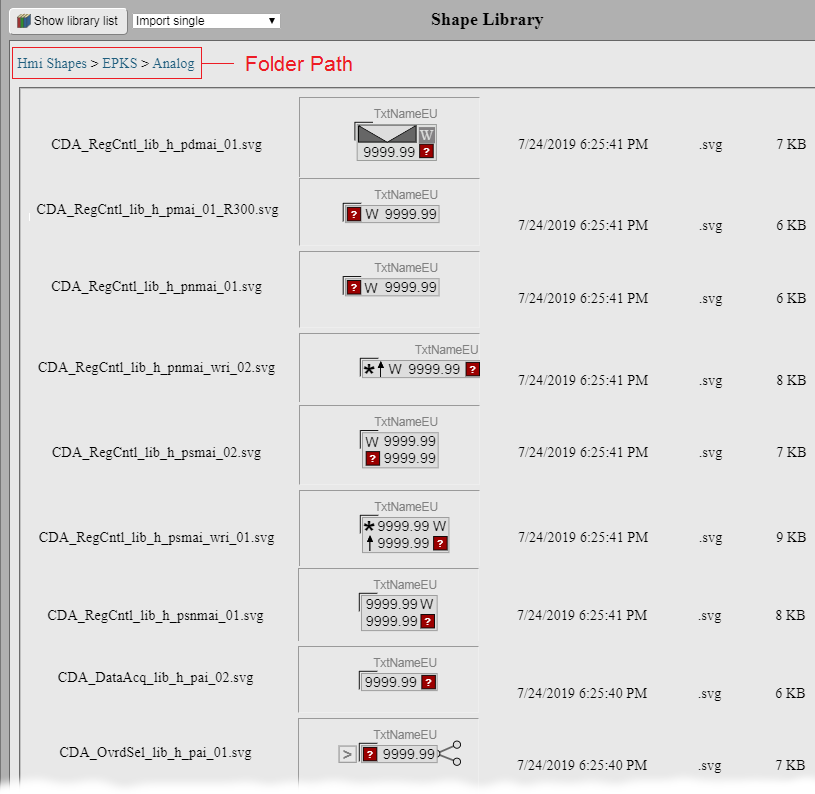 Show library list
Import single
Shape Library
Hmi Shapes > EPKS > Analog
Folder Path
CDA_RegCntl_lib_h_pdmai_01.svg
TxtNameEU
W
9999.99 ?
7/24/2019 6:25:41 PM
.svg
7 KB
CDA_RegCntl_lib_h_pmai_01_R300.svg
TxtNameEU
? W 9999.99
7/24/2019 6:25:41 PM
.svg
6 KB
CDA_RegCntl_lib_h_pnmai_01.svg
TxtNameEU
? W 9999.99
7/24/2019 6:25:41 PM
.svg
6 KB
CDA_RegCntl_lib_h_pnmai_wri_02.svg
TxtNameEU
* W 9999.99 ?
7/24/2019 6:25:41 PM
.svg
8 KB
CDA_RegCntl_lib_h_psmai_02.svg
TxtNameEU
W 9999.99
? 9999.99
7/24/2019 6:25:41 PM
.svg
7 KB
CDA_RegCntl_lib_h_psmai_wri_01.svg
TxtNameEU
* 9999.99 W
9999.99 ?
7/24/2019 6:25:41 PM
.svg
9 KB
CDA_RegCntl_lib_h_psnmai_01.svg
TxtNameEU
9999.99 W
9999.99 ?
7/24/2019 6:25:41 PM
.svg
8 KB
CDA_DataAcq_lib_h_pai_02.svg
TxtNameEU
9999.99 ?
7/24/2019 6:25:40 PM
.svg
6 KB
CDA_OvrdSel_lib_h_pai_01.svg
TxtNameEU
> ? 9999.99
7/24/2019 6:25:40 PM
.svg
7 KB